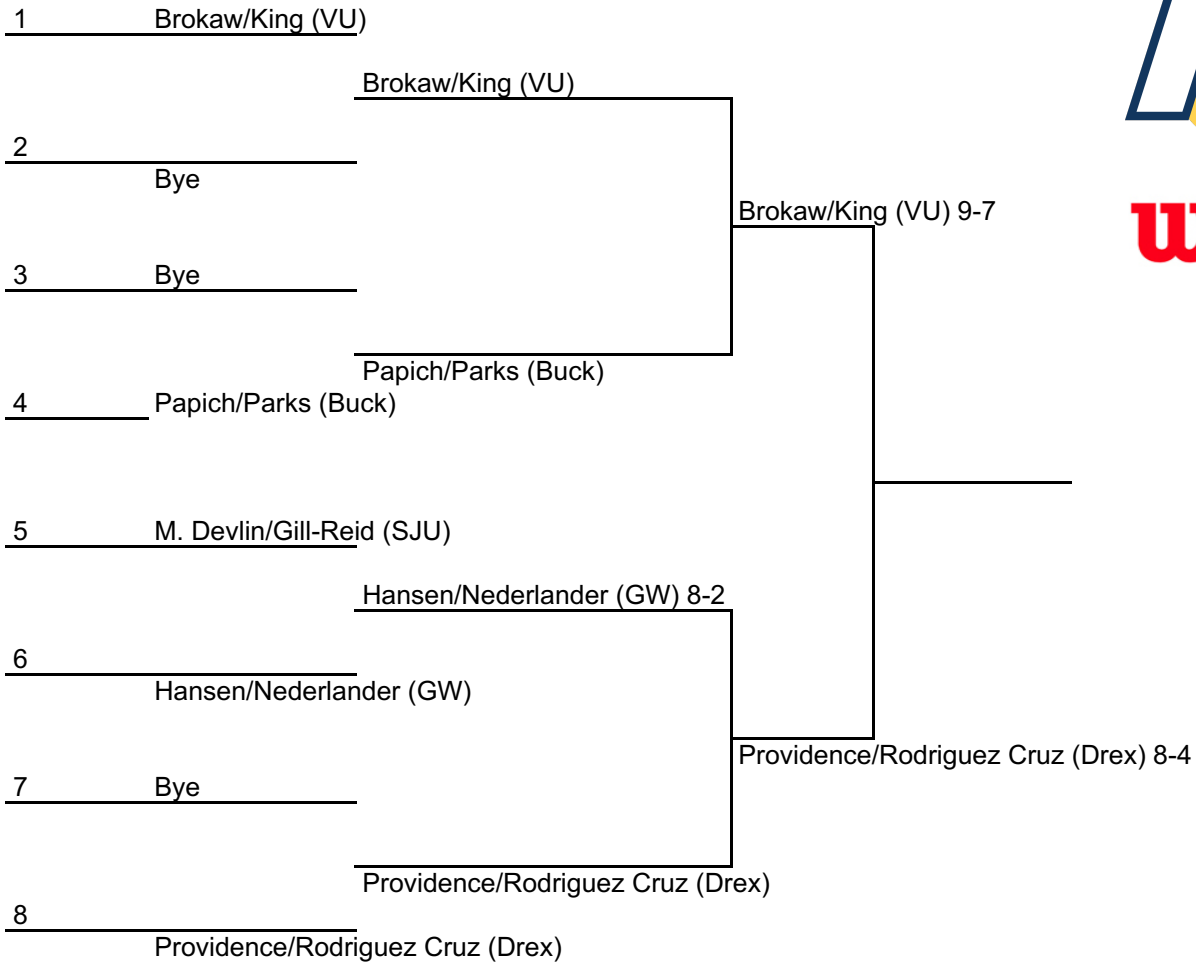 1 Brokaw/King (VU)
Brokaw/King (VU)
2
Bye
Brokaw/King (VU) 9-7
3 Bye
Papich/Parks (Buck)
4 Papich/Parks (Buck)
5 M. Devlin/Gill-Reid (SJU)
Hansen/Nederlander (GW) 8-2
6
Hansen/Nederlander (GW)
Providence/Rodriguez Cruz (Drex) 8-4
7 Bye
Providence/Rodriguez Cruz (Drex)
8
Providence/Rodriguez Cruz (Drex)